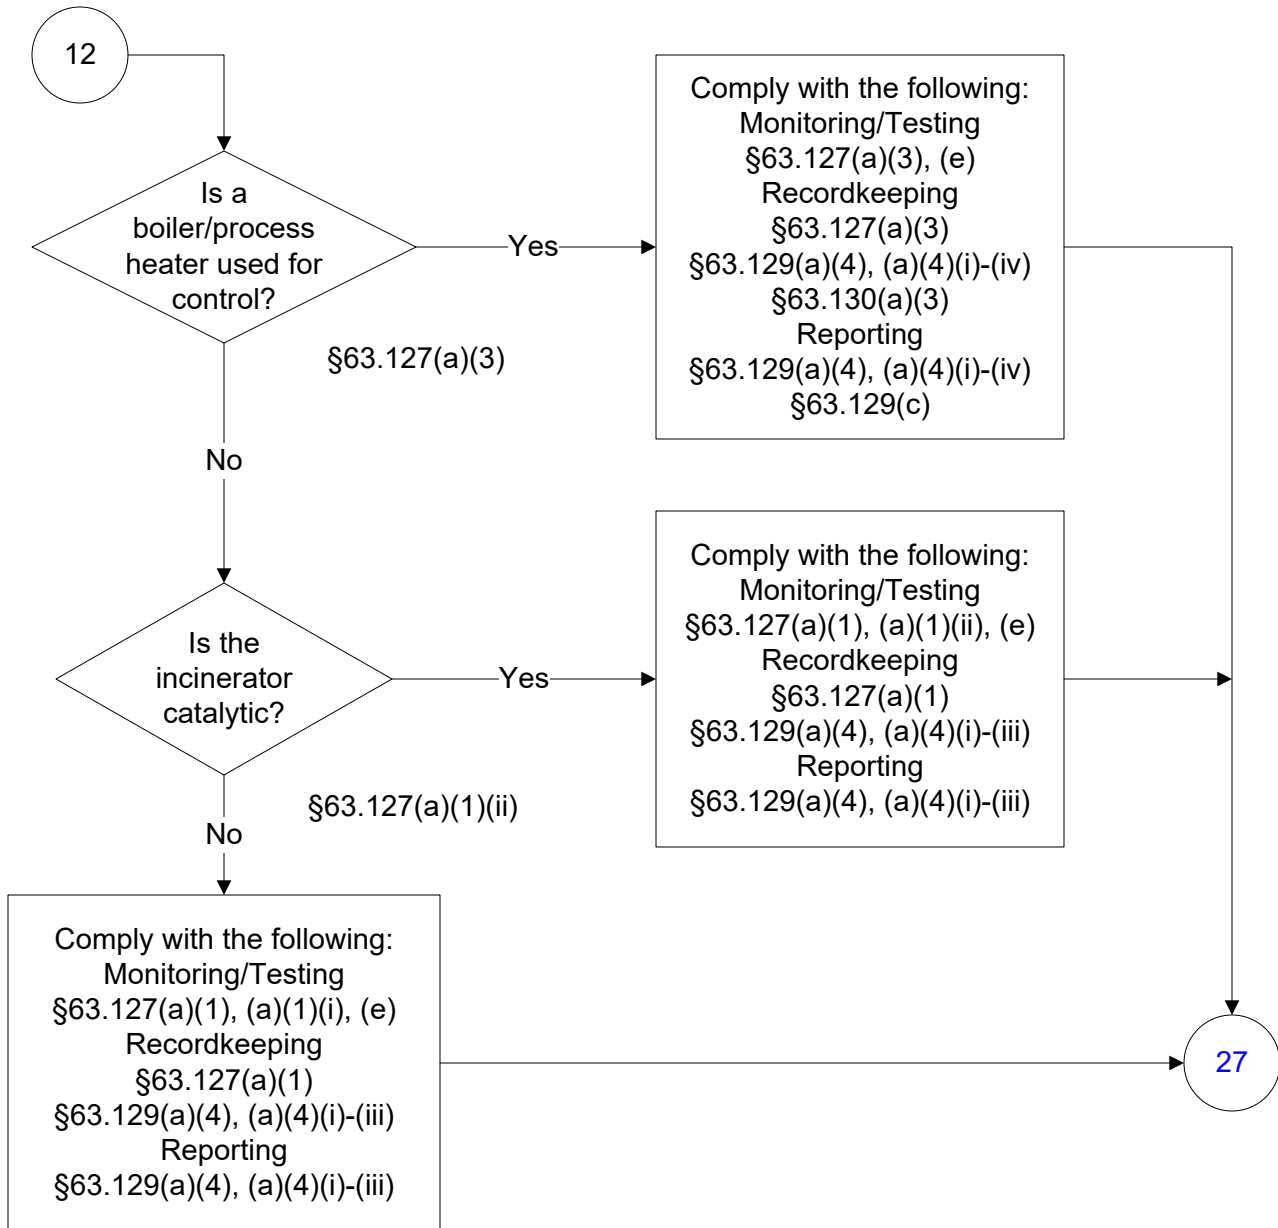 12
Is a
boiler/process
heater used for
control?
Yes
§63.127(a)(3)
No
Comply with the following:
Monitoring/Testing
§63.127(a)(3), (e)
Recordkeeping
§63.127(a)(3)
§63.129(a)(4), (a)(4)(i)-(iv)
§63.130(a)(3)
Reporting
§63.129(a)(4), (a)(4)(i)-(iv)
§63.129(c)
Is the
incinerator
catalytic?
Yes
§63.127(a)(1)(ii)
No
Comply with the following:
Monitoring/Testing
§63.127(a)(1), (a)(1)(ii), (e)
Recordkeeping
§63.127(a)(1)
§63.129(a)(4), (a)(4)(i)-(iii)
Reporting
§63.129(a)(4), (a)(4)(i)-(iii)
Comply with the following:
Monitoring/Testing
§63.127(a)(1), (a)(1)(i), (e)
Recordkeeping
§63.127(a)(1)
§63.129(a)(4), (a)(4)(i)-(iii)
Reporting
§63.129(a)(4), (a)(4)(i)-(iii)
27